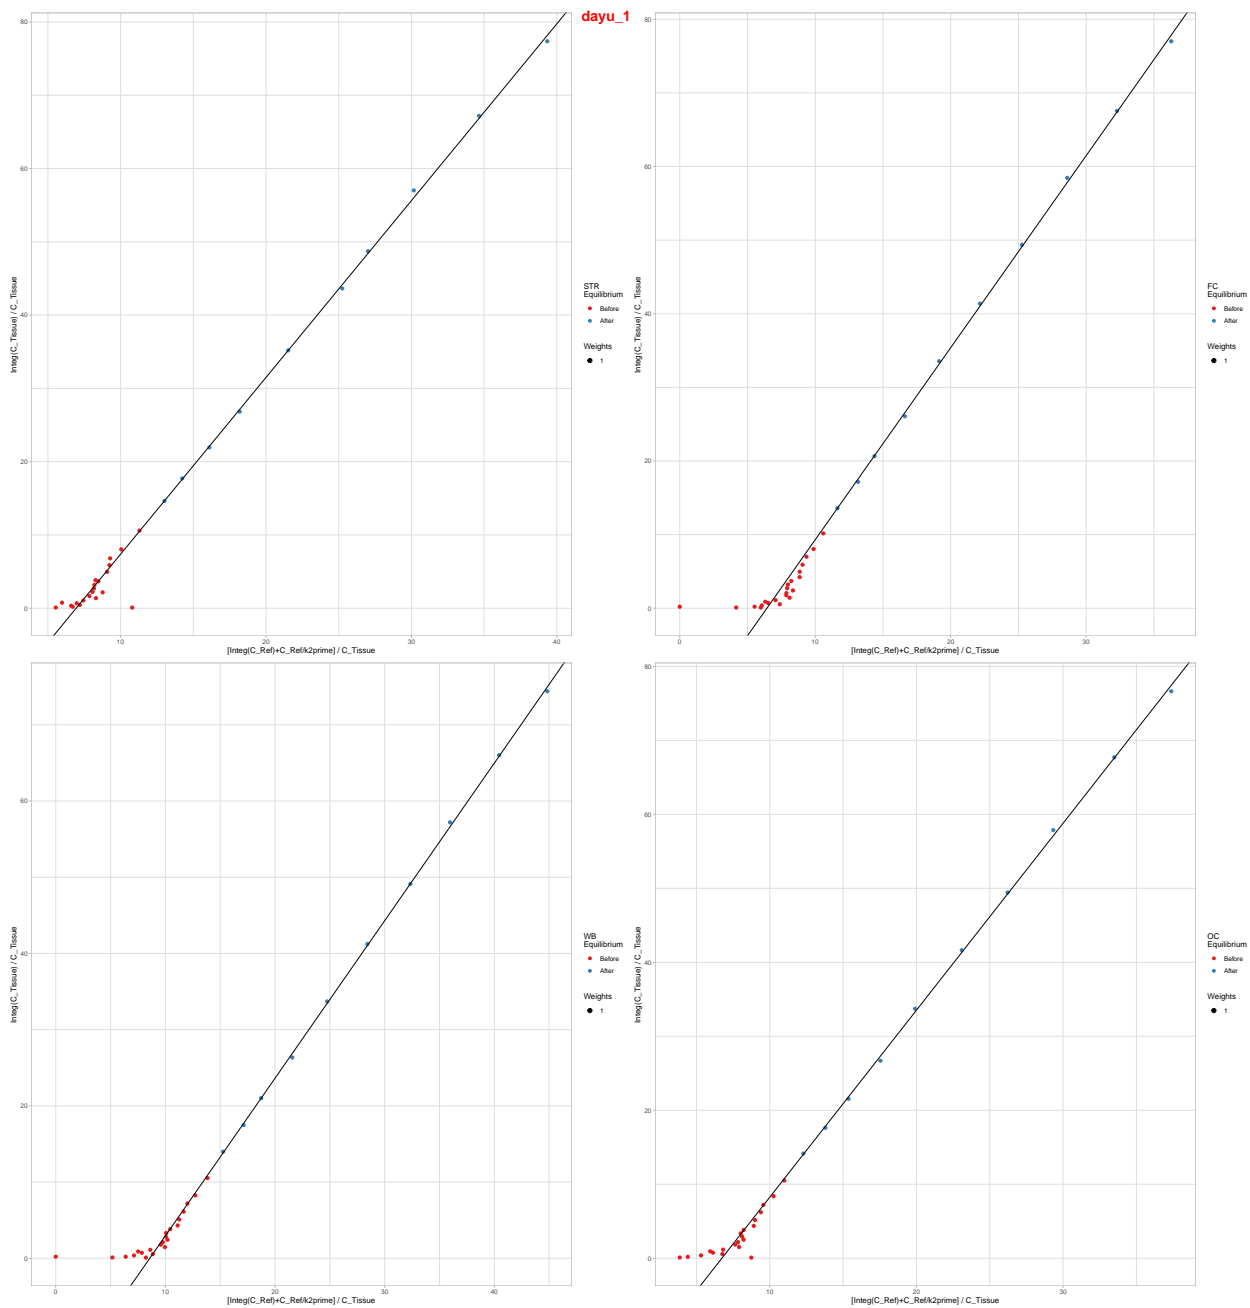 dayu_1
80
60
40
20
0
Integ(C_Tissue) / C_Tissue
10
20
30
40
[Integ(C_Ref)+C_Ref/k2prime] / C_Tissue
STR
Equilibrium
Before
After
Weights
1
80
60
40
20
0
Integ(C_Tissue) / C_Tissue
0
10
20
30
[Integ(C_Ref)+C_Ref/k2prime] / C_Tissue
FC
Equilibrium
Before
After
Weights
1
60
40
20
0
Integ(C_Tissue) / C_Tissue
0
10
20
30
40
[Integ(C_Ref)+C_Ref/k2prime] / C_Tissue
WB
Equilibrium
Before
After
Weights
1
80
60
40
20
0
Integ(C_Tissue) / C_Tissue
10
20
30
[Integ(C_Ref)+C_Ref/k2prime] / C_Tissue
OC
Equilibrium
Before
After
Weights
1